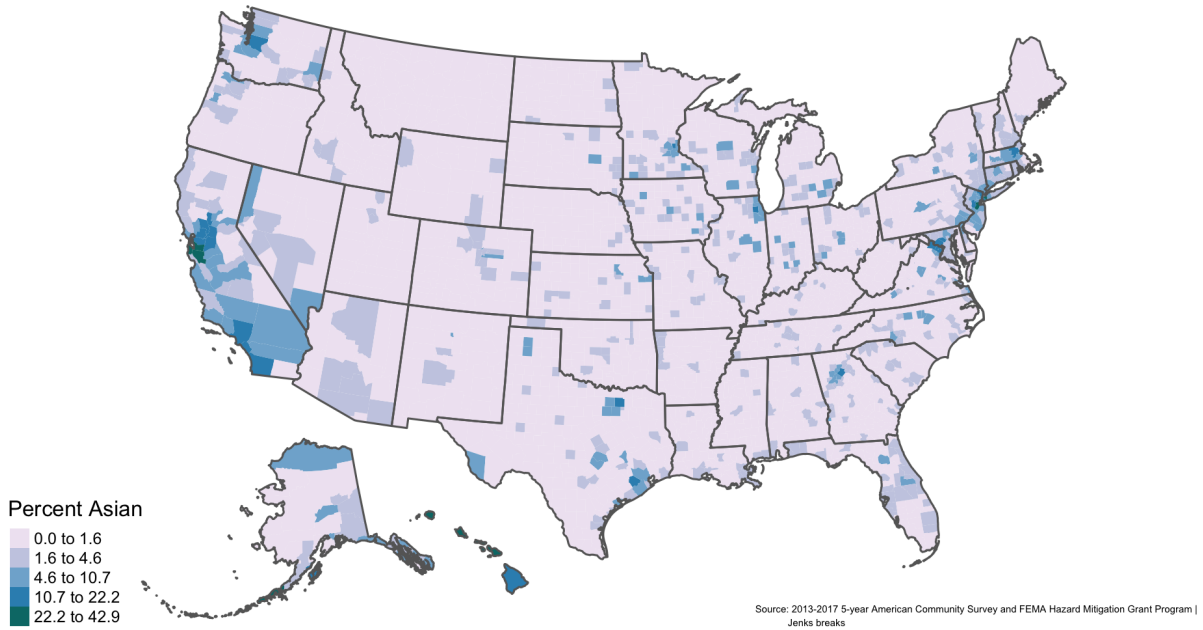 Percent Asian
0.0 to 1.6
1.6 to 4.6
4.6 to 10.7
10.7 to 22.2
22.2 to 42.9
Source: 2013-2017 5-year American Community Survey and FEMA Hazard Mitigation Grant Program |
Jenks breaks